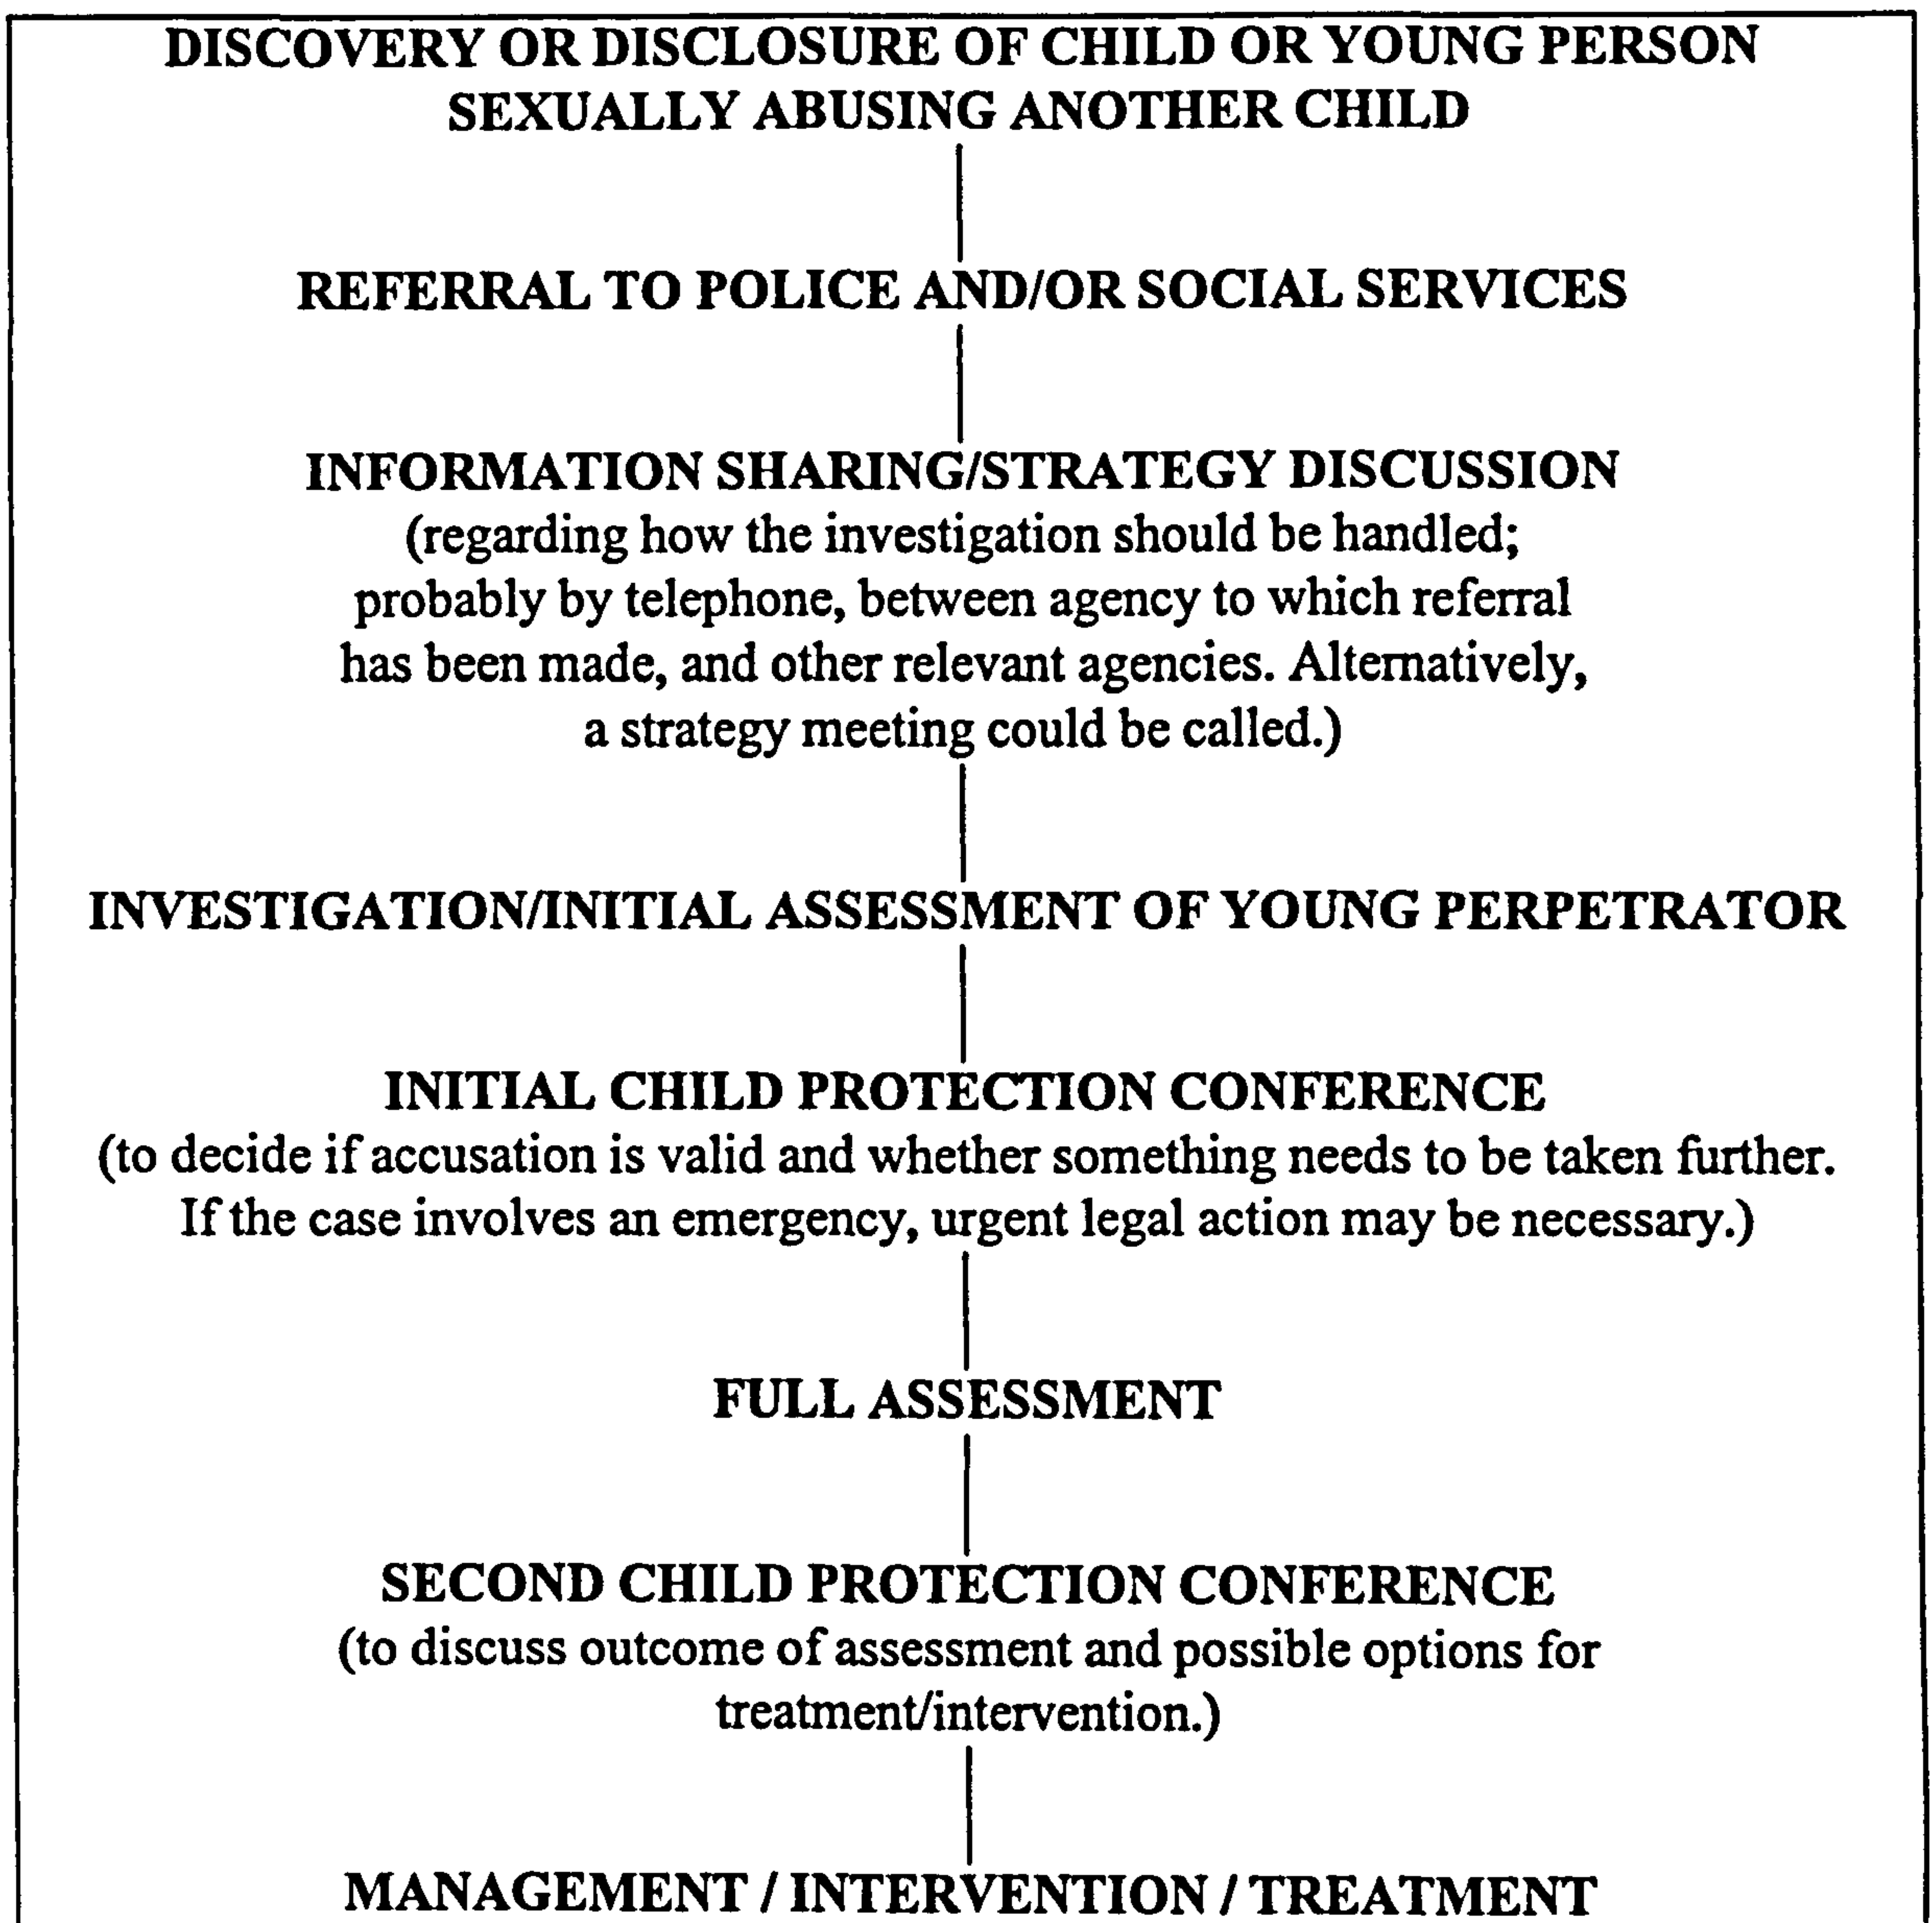 DISCOVERY OR DISCLOSURE OF CHILD OR YOUNG PERSON
SEXUALLY ABUSING ANOTHER CHILD
REFERRAL TO POLICE AND/OR SOCIAL SERVICES
INFORMATION SHARING/STRATEGY DISCUSSION
(regarding how the investigation should be handled;
probably by telephone, between agency to which referral
has been made, and other relevant agencies. Alternatively,
a strategy meeting could be called.)
INVESTIGATION/INITIAL ASSESSMENT OF YOUNG PERPETRATOR
INITIAL CHILD PROTECTION CONFERENCE
(to decide if accusation is valid and whether something needs to be taken further.
If the case involves an emergency, urgent legal action may be necessary.)
FULL ASSESSMENT
SECOND CHILD PROTECTION CONFERENCE
(to discuss outcome of assessment and possible options for
treatment/intervention.)
MANAGEMENT / INTERVENTION / TREATMENT